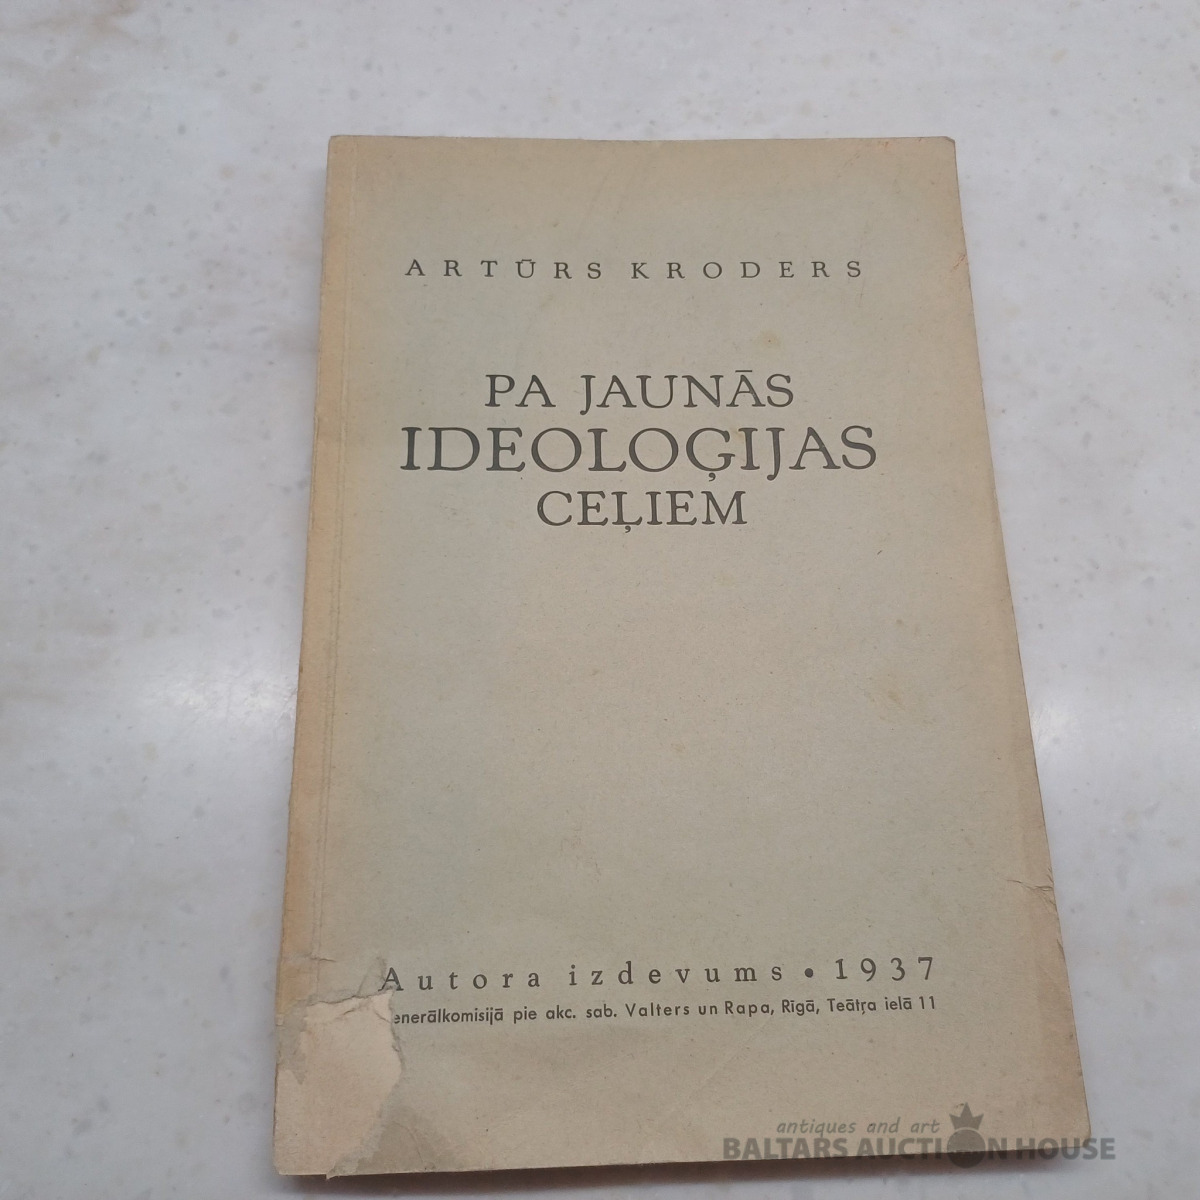 ARTŪRS KRODERS
PA JAUNĀS
IDEOLOĢIJAS
CEĻIEM
Autora izdevums • 1937
enerālkomisijā pie akc. sab. Valters un Rapa, Rīgā, Teātŗa ielā 11
antiques and art
BALTARS AUCTION HOUSE